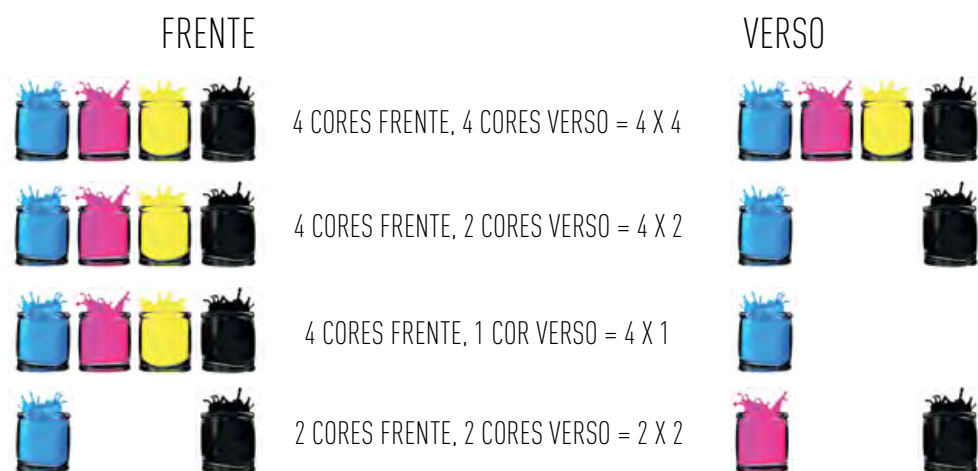 FRENTE
VERSO
4 CORES FRENTE, 4 CORES VERSO = 4 X 4
4 CORES FRENTE, 2 CORES VERSO = 4 X 2
4 CORES FRENTE, 1 COR VERSO = 4 X 1
2 CORES FRENTE, 2 CORES VERSO = 2 X 2